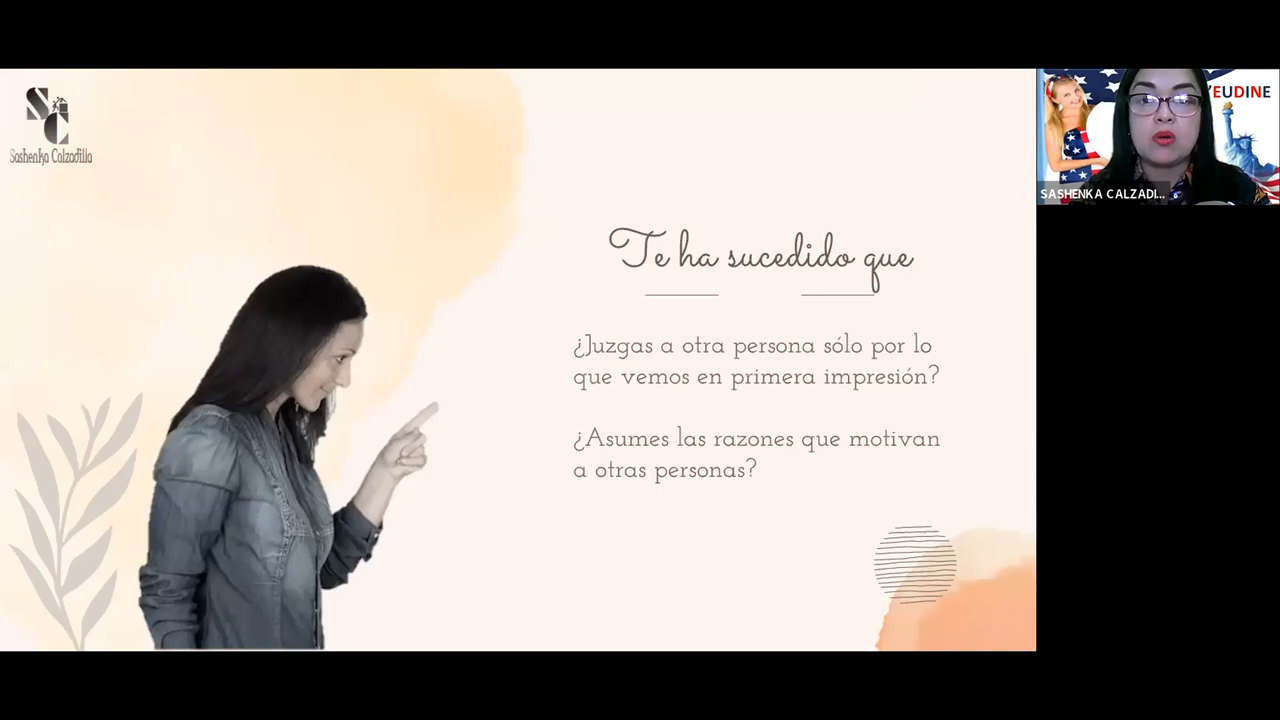 SC
Sashenka Calzadilla
EUDINE
SASHENKA CALZADI...
Te ha sucedido que
¿Juzgas a otra persona sólo por lo
que vemos en primera impresión?
¿Asumes las razones que motivan
a otras personas?